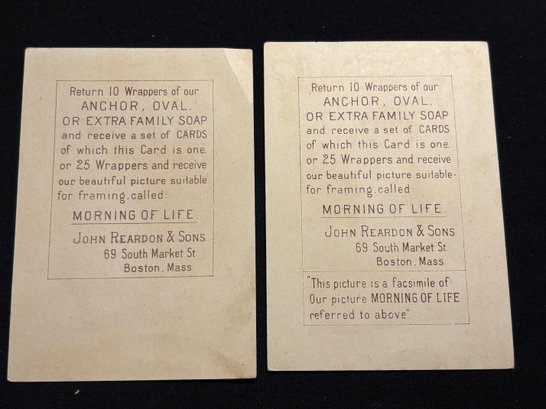 Return 10 Wrappers of our
ANCHOR, OVAL,
OR EXTRA FAMILY SOAP
and receive a set of CARDS
of which this Card is one.
or 25 Wrappers and receive
our beautiful picture suitable
for framing, called:
MORNING OF LIFE.
JOHN REARDON & SONS
69 South Market St
Boston, Mass
Return 10 Wrappers of our
ANCHOR, OVAL,
OR EXTRA FAMILY SOAP
and receive a set of CARDS
of which this Card is one.
or 25 Wrappers and receive
our beautiful picture suitable
for framing, called
MORNING OF LIFE.
JOHN REARDON & SONS
69 South Market St
Boston, Mass
"This picture is a facsimile of
Our picture MORNING OF LIFE
referred to above."